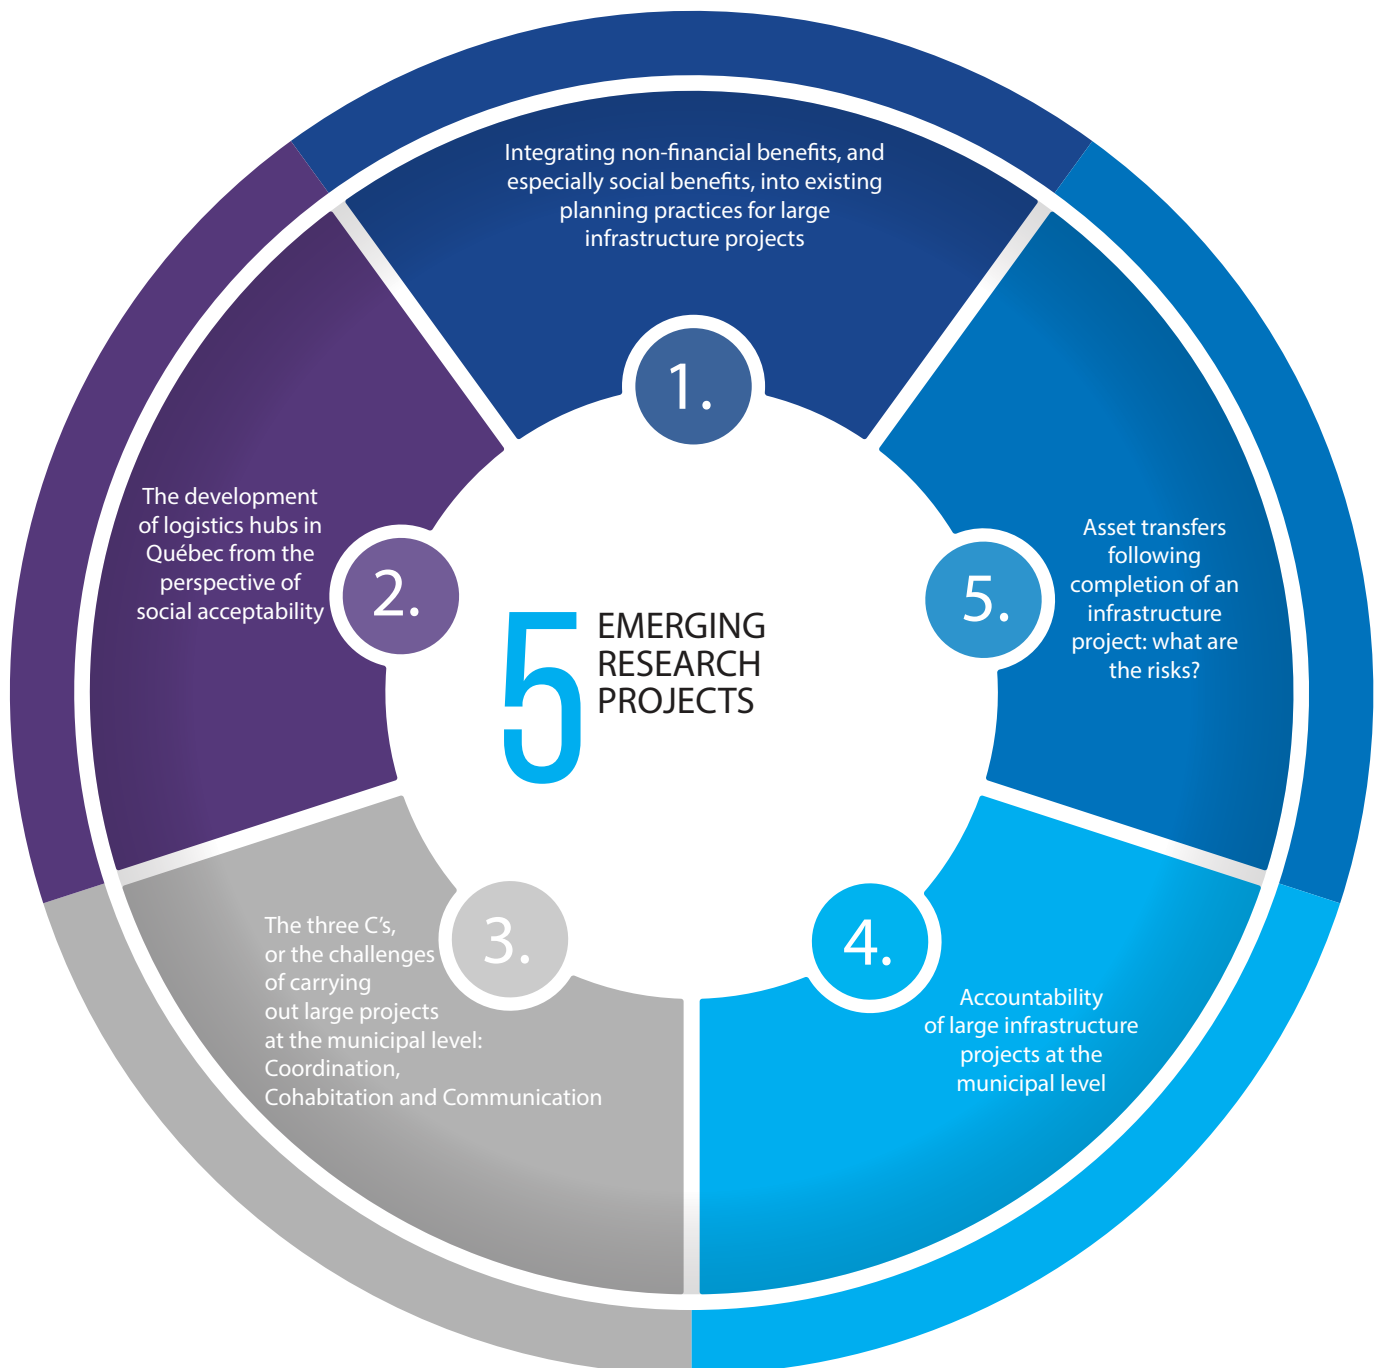 5
EMERGING
RESEARCH
PROJECTS
1.
Integrating non-financial benefits, and
especially social benefits, into existing
planning practices for large
infrastructure projects
2.
The development
of logistics hubs in
Québec from the
perspective of
social acceptability
3.
The three C’s,
or the challenges
of carrying
out large projects
at the municipal level:
Coordination,
Cohabitation and Communication
4.
Accountability
of large infrastructure
projects at the
municipal level
5.
Asset transfers
following
completion of an
infrastructure
project: what are
the risks?